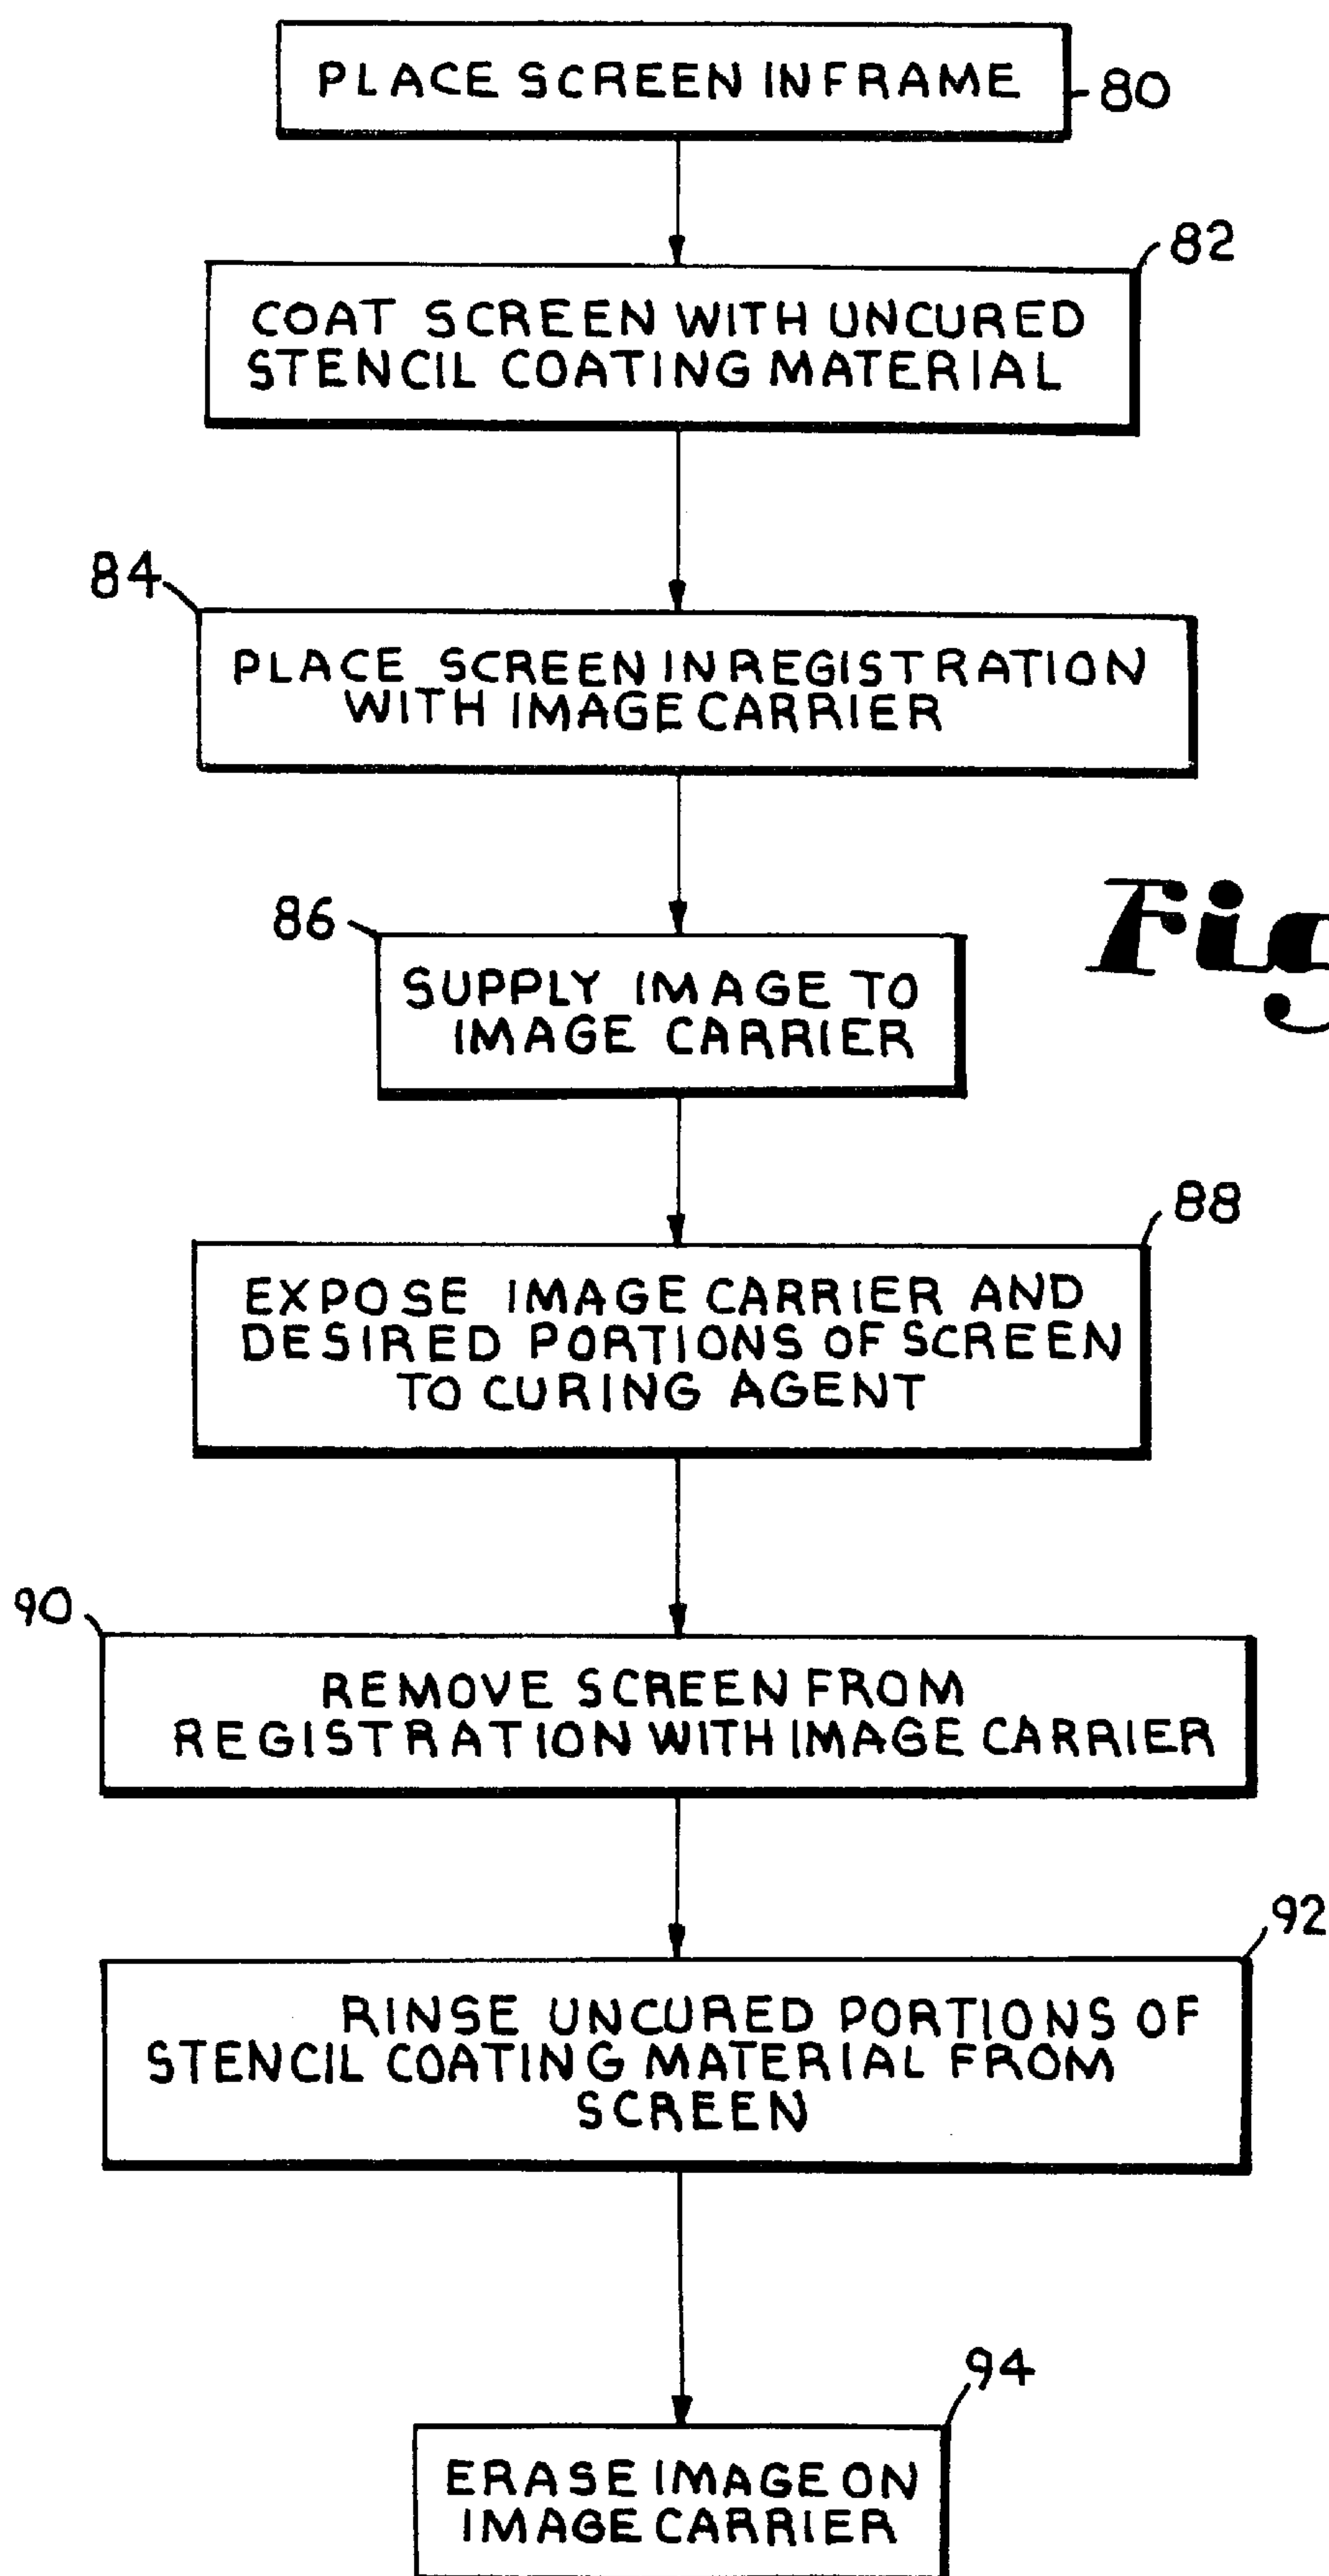 PLACE SCREEN IN FRAME
80
82
COAT SCREEN WITH UNCURED
STENCIL COATING MATERIAL
84
PLACE SCREEN IN REGISTRATION
WITH IMAGE CARRIER
86
Fig
SUPPLY IMAGE TO
IMAGE CARRIER
88
EXPOSE IMAGE CARRIER AND
DESIRED PORTIONS OF SCREEN
TO CURING AGENT
90
REMOVE SCREEN FROM
REGISTRATION WITH IMAGE CARRIER
92
RINSE UNCURED PORTIONS OF
STENCIL COATING MATERIAL FROM
SCREEN
94
ERASE IMAGE ON
IMAGE CARRIER